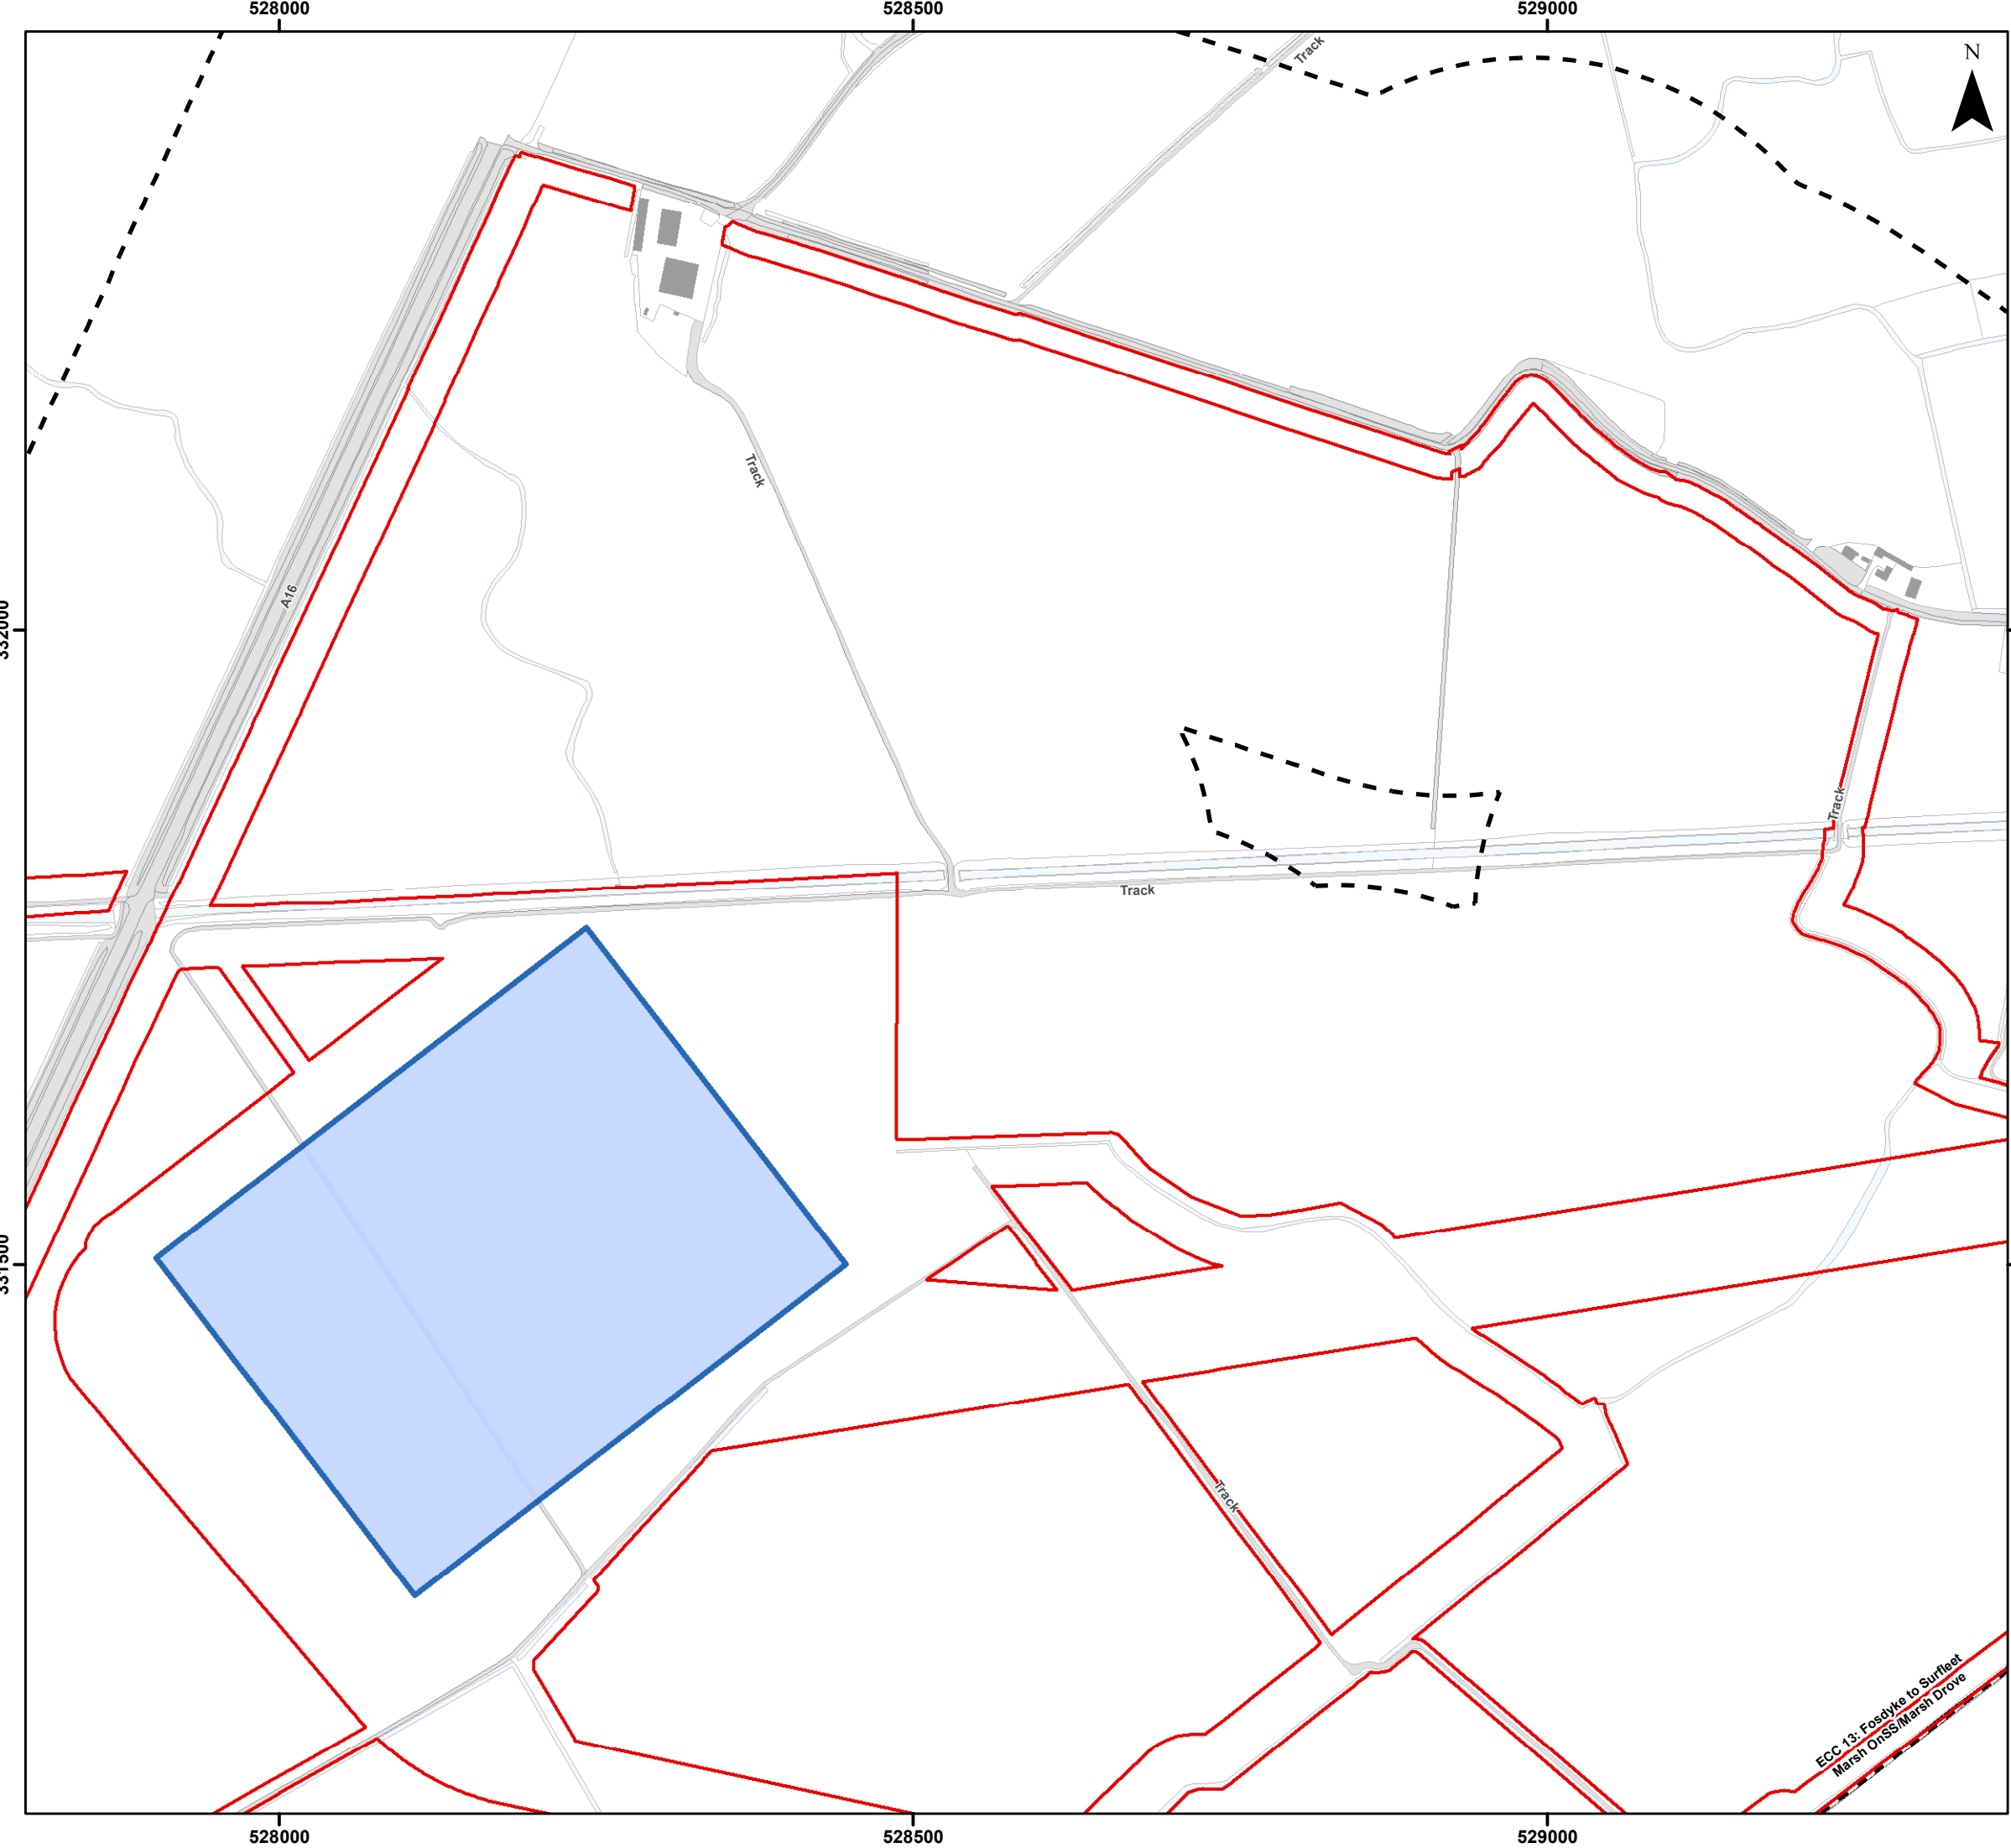 528000
528500
529000
N
Track
Track
A16
332000
Track
Track
331500
Track
ECC 13: Fosdyke to Surfleet
Marsh OnSS/Marsh Drove
528000
528500
529000